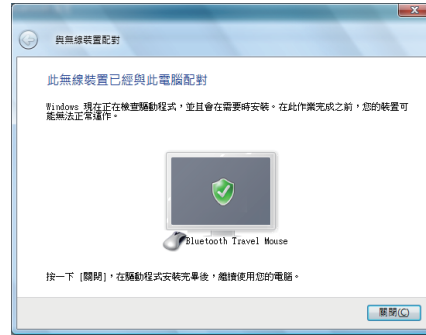 與無線裝置配對
此無線裝置已經與此電腦配對
Windows 現在正在檢查驅動程式，並且會在需要時安裝。在此作業完成之前，您的裝置可
能無法正常運作。
Bluetooth Travel Mouse
按一下 [關閉]，在驅動程式安裝完畢後，繼續使用您的電腦。
關閉(C)